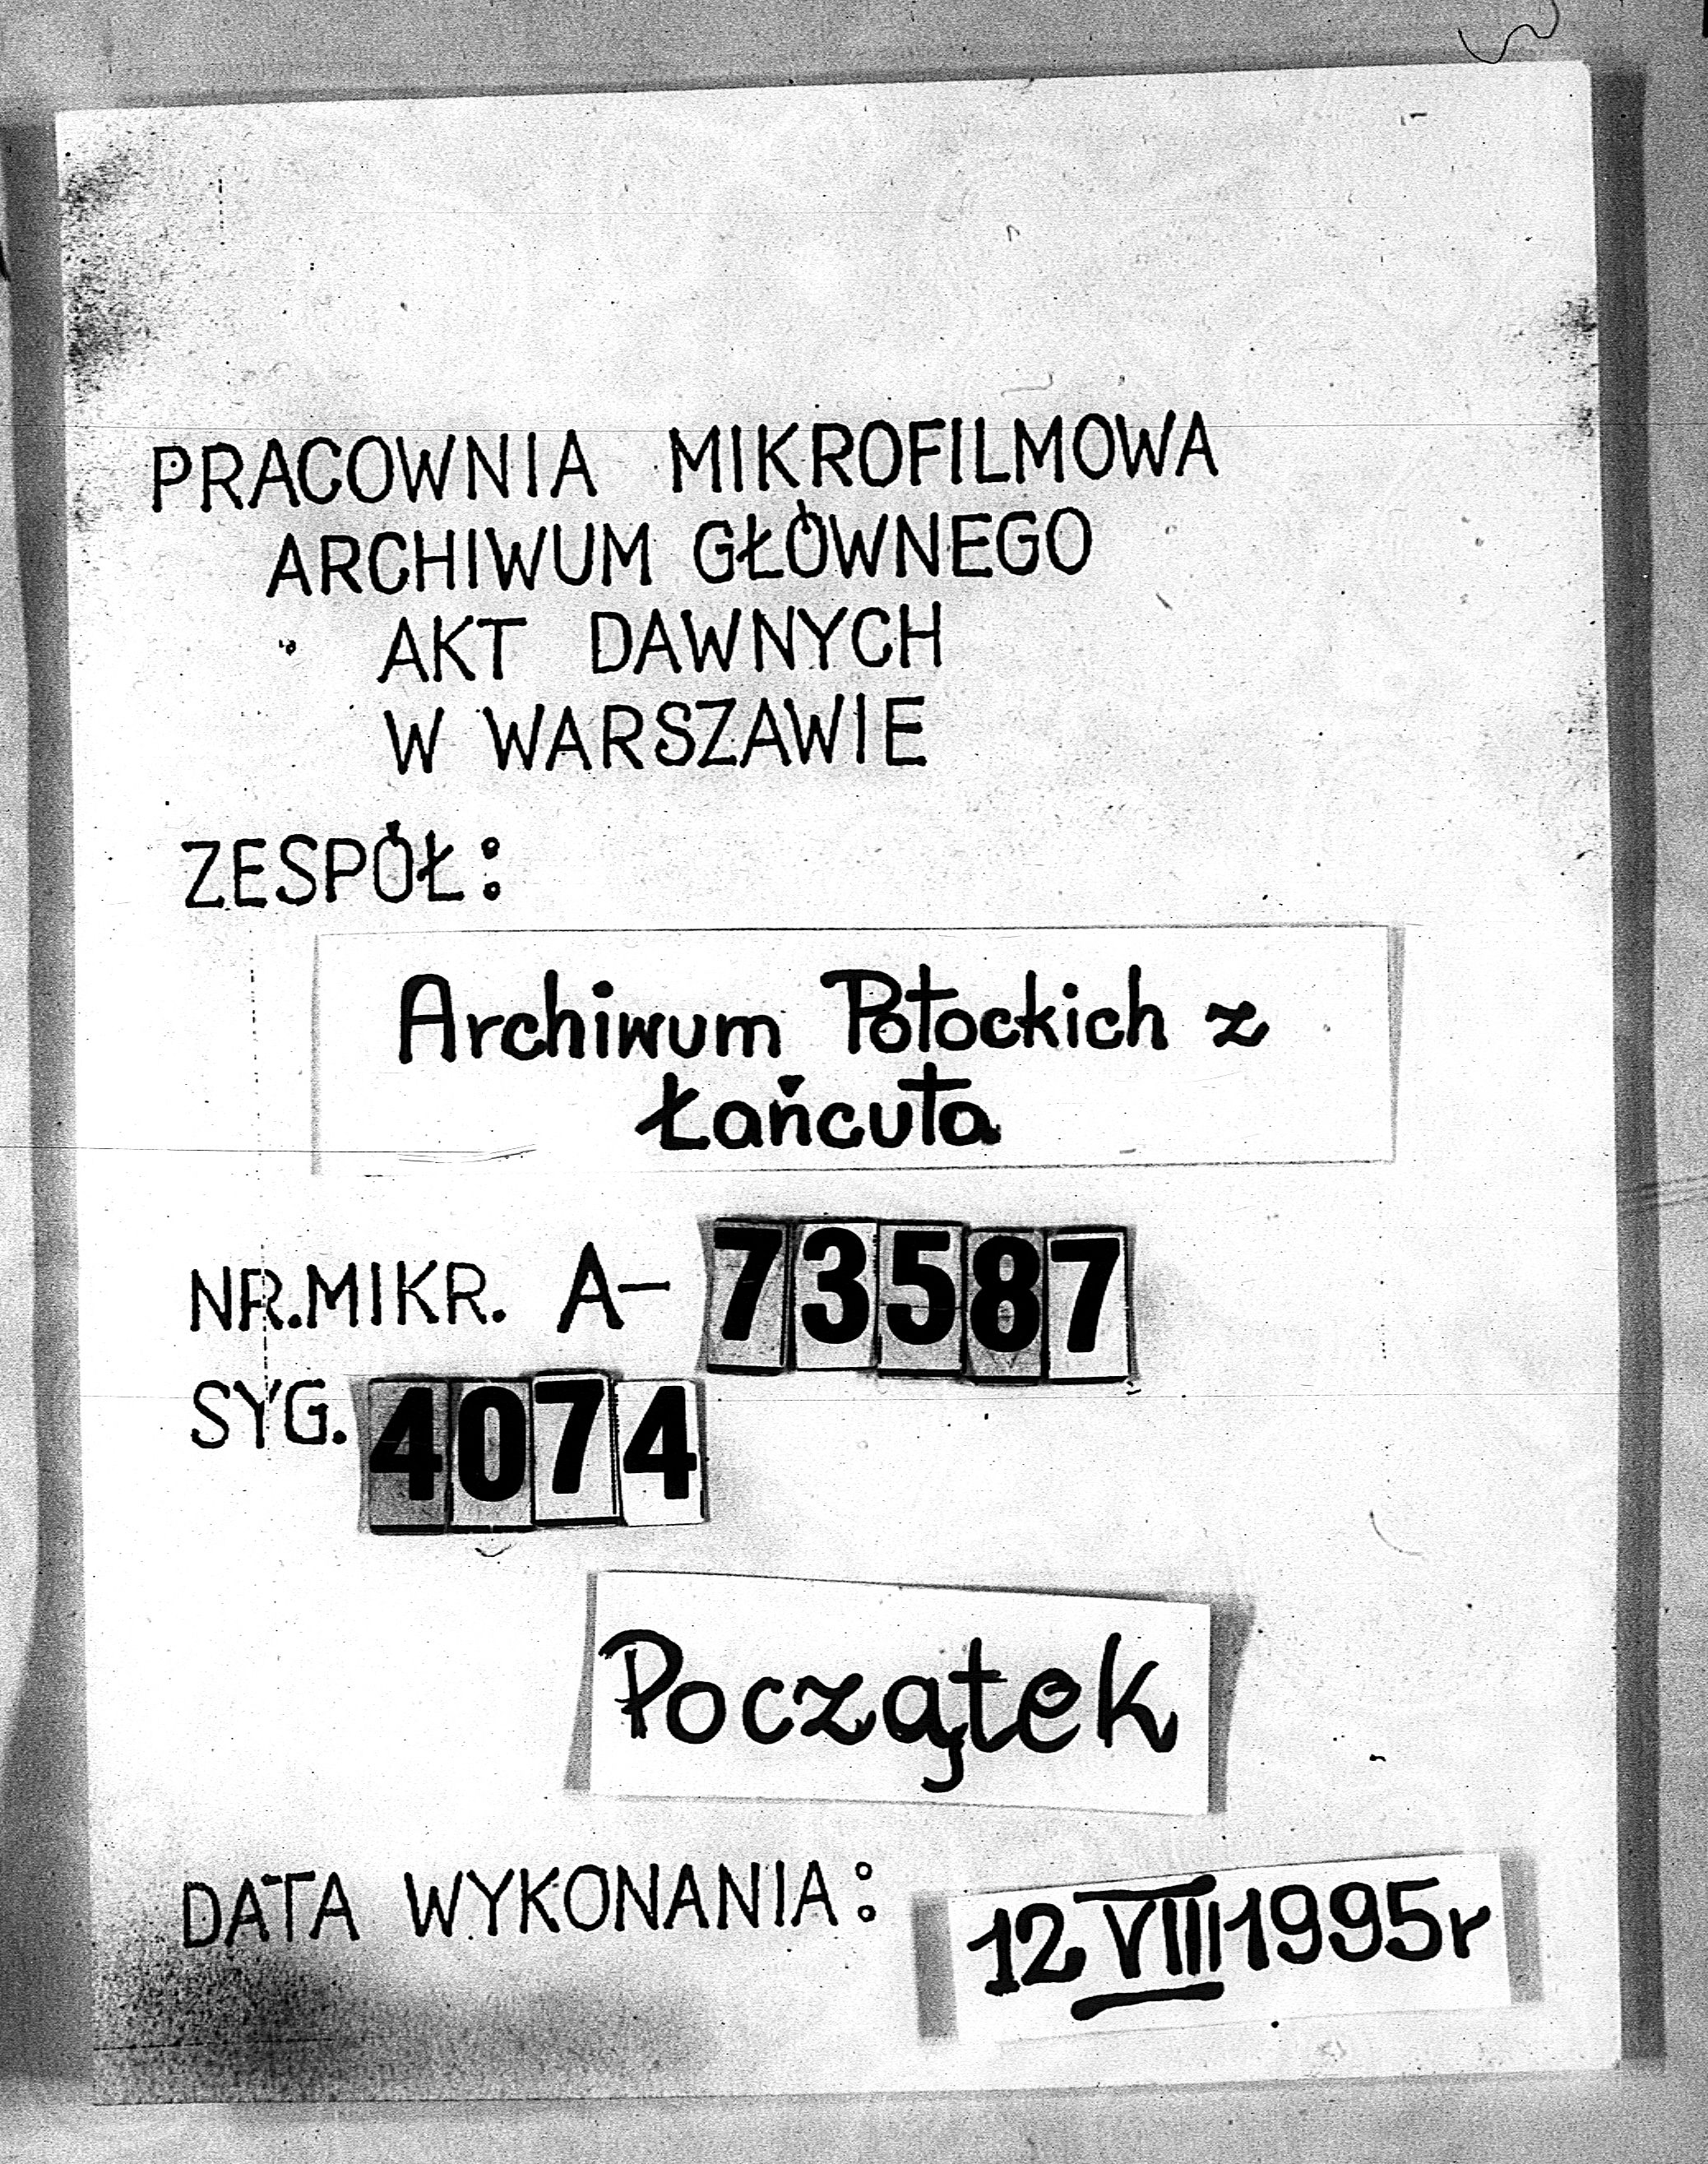 PRACOWNIA MIKROFILMOWA
ARCHIWUM GŁÓWNEGO
AKT DAWNYCH
W WARSZAWIE
ZESPÓŁ:
Archiwum Potockich z
Łańcuta
NR.MIKR. A- 73587
SYG. 4074
Początek
DATA WYKONANIA: 12 VIII 1995r